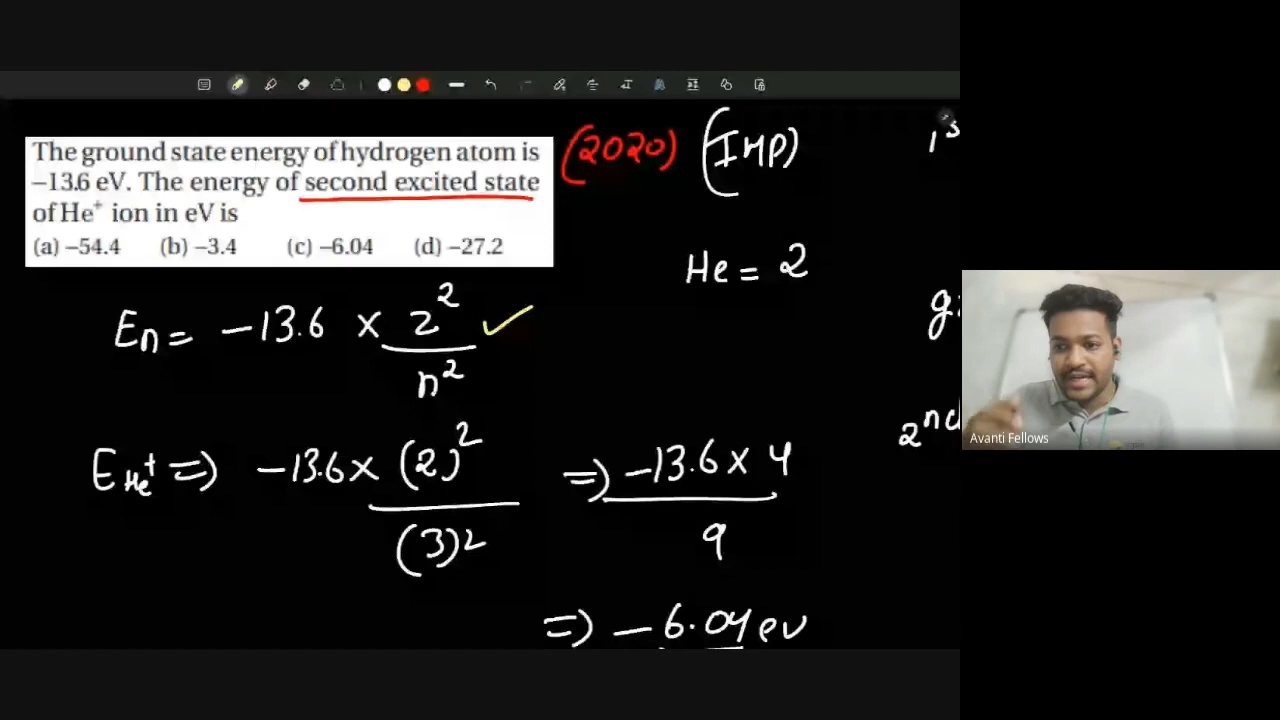 The ground state energy of hydrogen atom is
−13.6 eV. The energy of second excited state
of He⁺ ion in eV is
(a) −54.4 (b) −3.4 (c) −6.04 (d) −27.2
(2020) (IMP)
1s
He = 2
En = −13.6 × z²/n²
E He⁺ ⇒ −13.6 × (2)²/(3)² ⇒ −13.6 × 4/9
2nd
⇒ −6.04 ev
Avanti Fellows